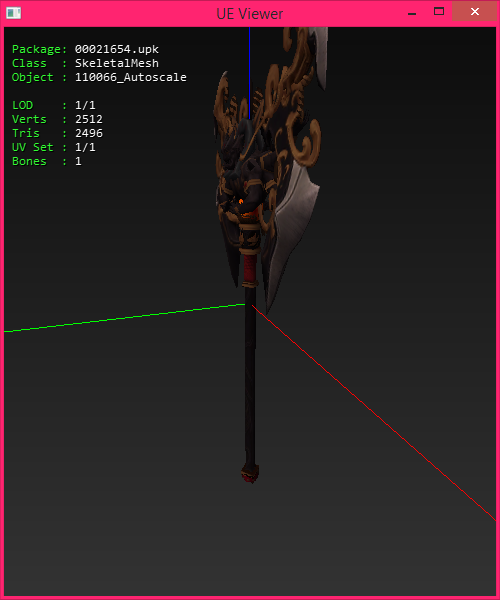 UE Viewer
Package: 00021654.upk
Class : SkeletalMesh
Object : 110066_Autoscale
LOD : 1/1
Verts : 2512
Tris : 2496
UV Set : 1/1
Bones : 1